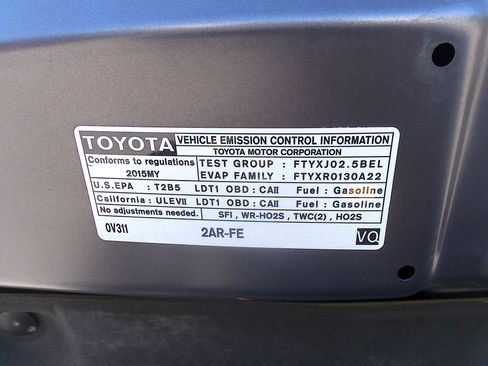 TOYOTA VEHICLE EMISSION CONTROL INFORMATION
TOYOTA MOTOR CORPORATION
Conforms to regulations
2015MY
TEST GROUP : FTYXJ02.5BEL
EVAP FAMILY : FTYXR0130A22
U.S.EPA : T2B5 LDT1 OBD : CAII Fuel : Gasoline
California : ULEVII LDT1 OBD : CAII Fuel : Gasoline
No adjustments needed. SFI , WR-HO2S , TWC(2) , HO2S
0V311 2AR-FE VQ